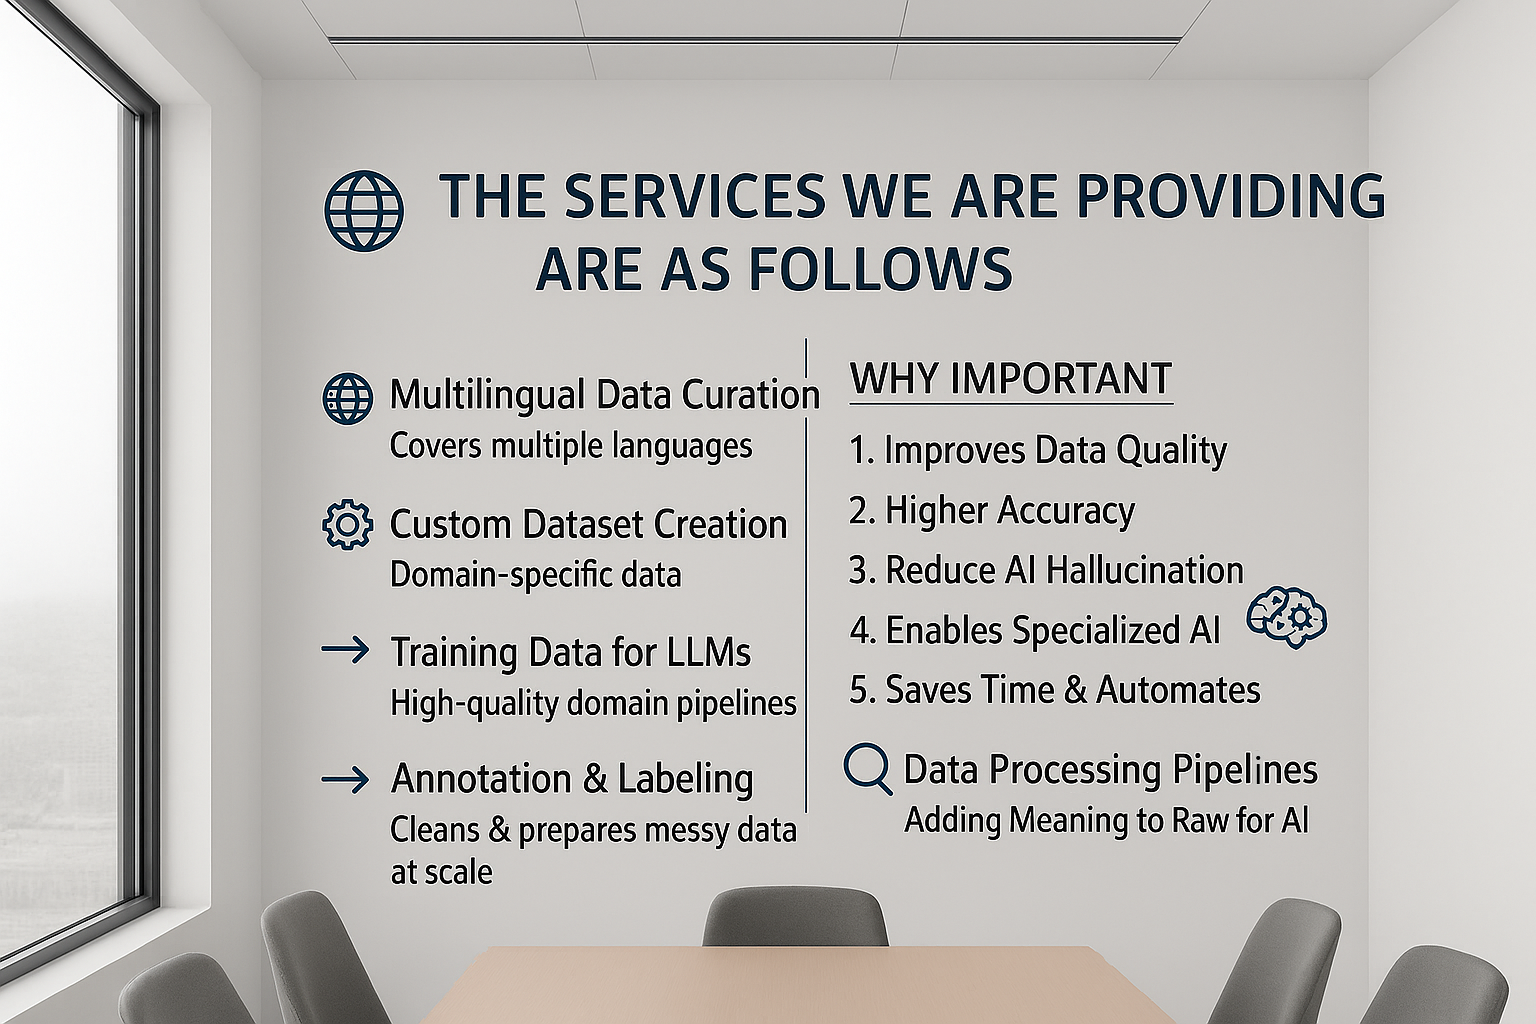 THE SERVICES WE ARE PROVIDING
ARE AS FOLLOWS
Multilingual Data Curation
Covers multiple languages
Custom Dataset Creation
Domain-specific data
Training Data for LLMs
High-quality domain pipelines
Annotation & Labeling
Cleans & prepares messy data
at scale
WHY IMPORTANT
1. Improves Data Quality
2. Higher Accuracy
3. Reduce AI Hallucination
4. Enables Specialized AI
5. Saves Time & Automates
Data Processing Pipelines
Adding Meaning to Raw for AI